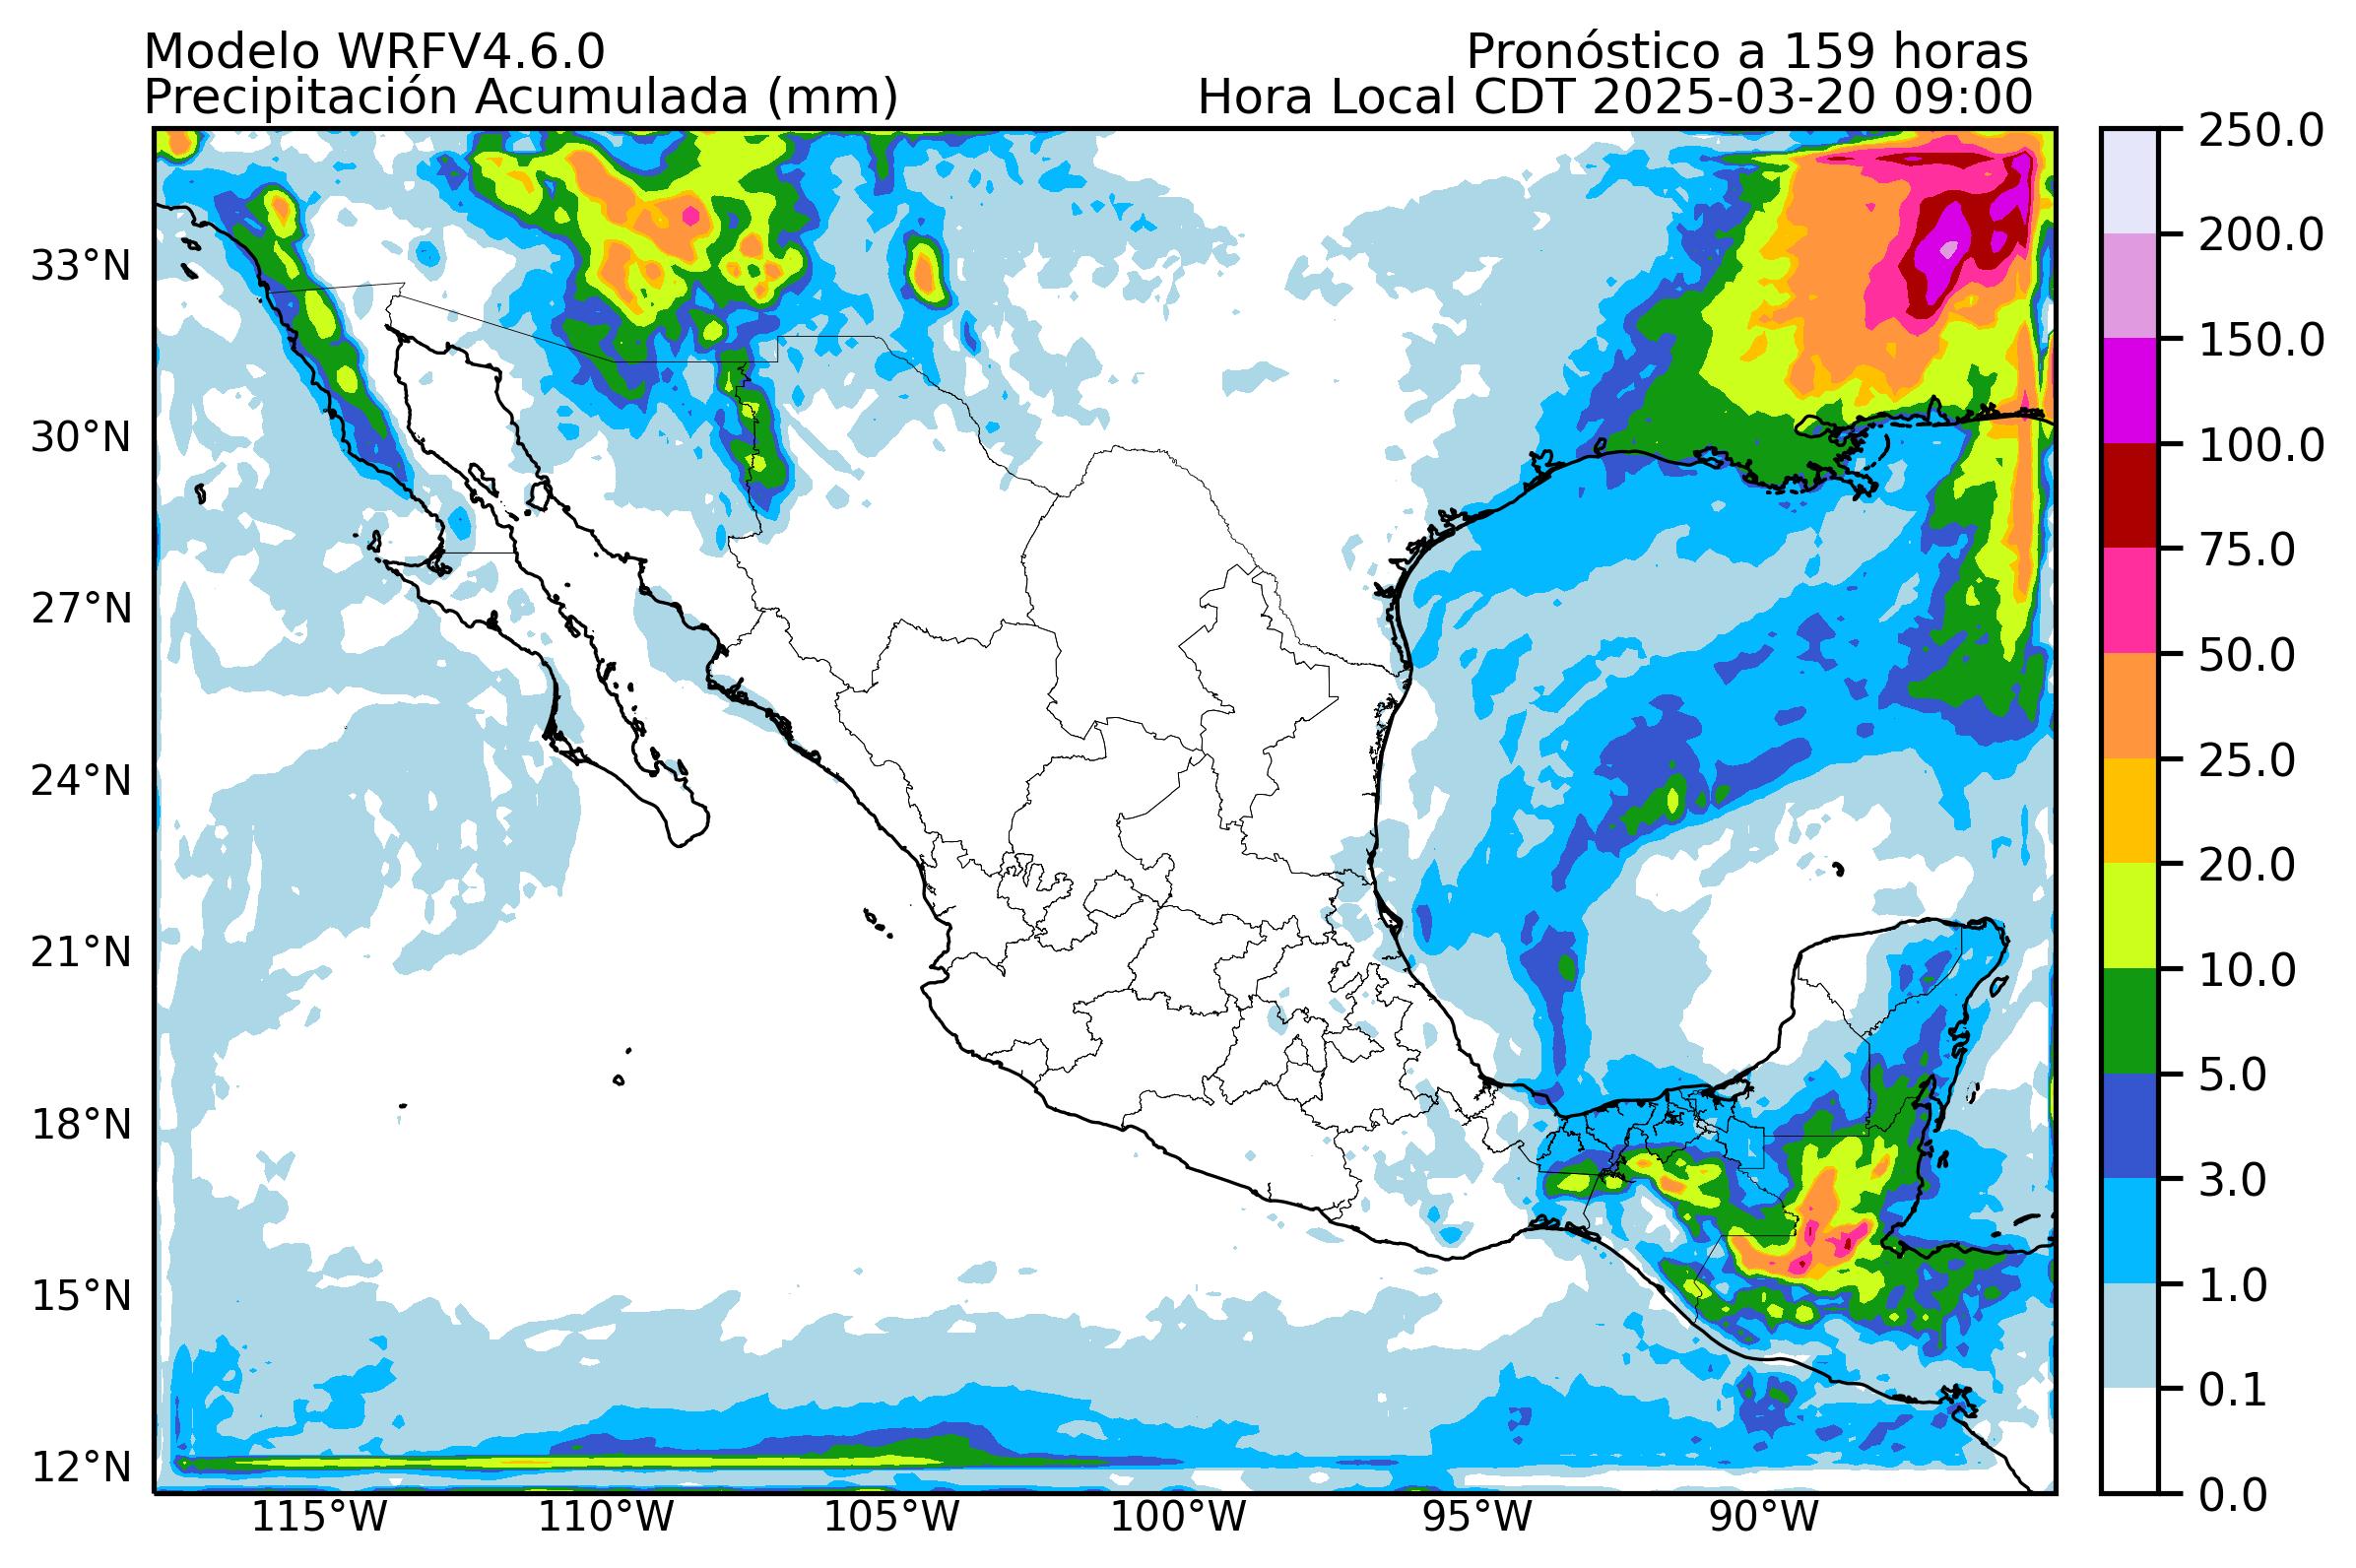 Modelo WRFV4.6.0
Pronóstico a 159 horas
Precipitación Acumulada (mm)
Hora Local CDT 2025-03-20 09:00
33°N
30°N
27°N
24°N
21°N
18°N
15°N
12°N
115°W
110°W
105°W
100°W
95°W
90°W
250.0
200.0
150.0
100.0
75.0
50.0
25.0
20.0
10.0
5.0
3.0
1.0
0.1
0.0